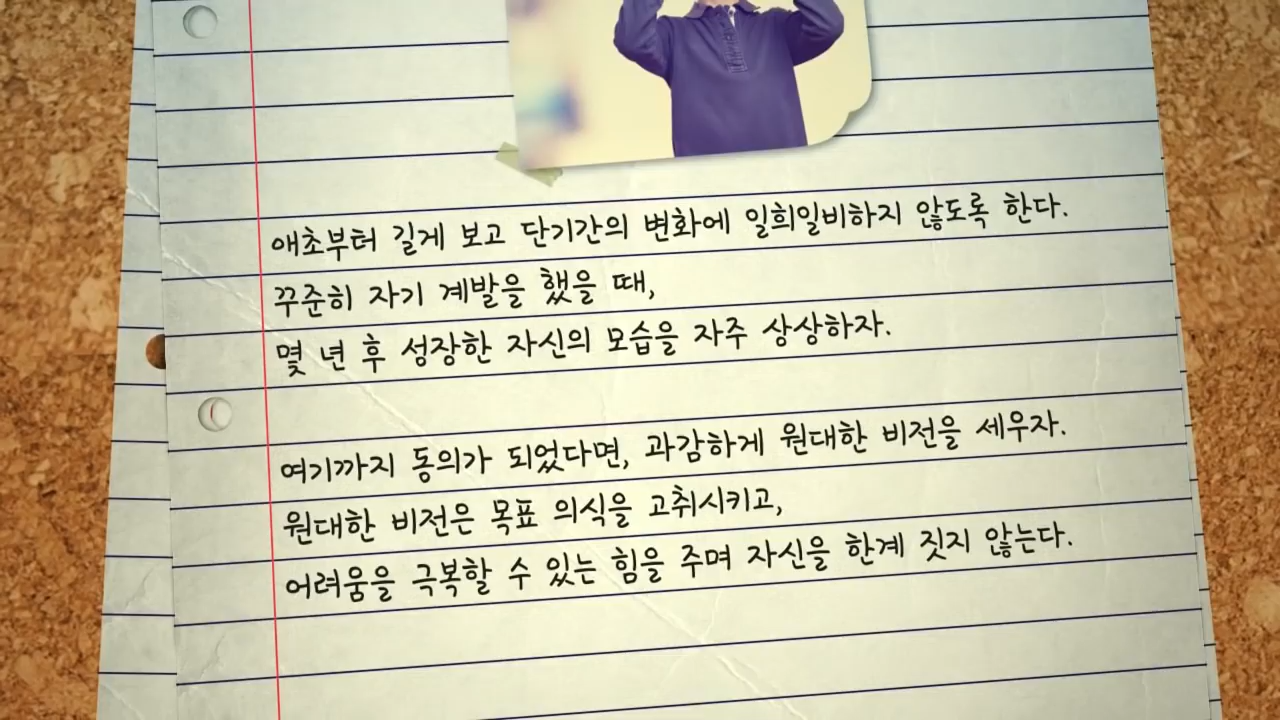 애초부터 길게 보고 단기간의 변화에 일희일비하지 않도록 한다.
꾸준히 자기 계발을 했을 때,
몇 년 후 성장한 자신의 모습을 자주 상상하자.
여기까지 동의가 되었다면, 과감하게 원대한 비전을 세우자.
원대한 비전은 목표 의식을 고취시키고,
어려움을 극복할 수 있는 힘을 주며 자신을 한계 짓지 않는다.